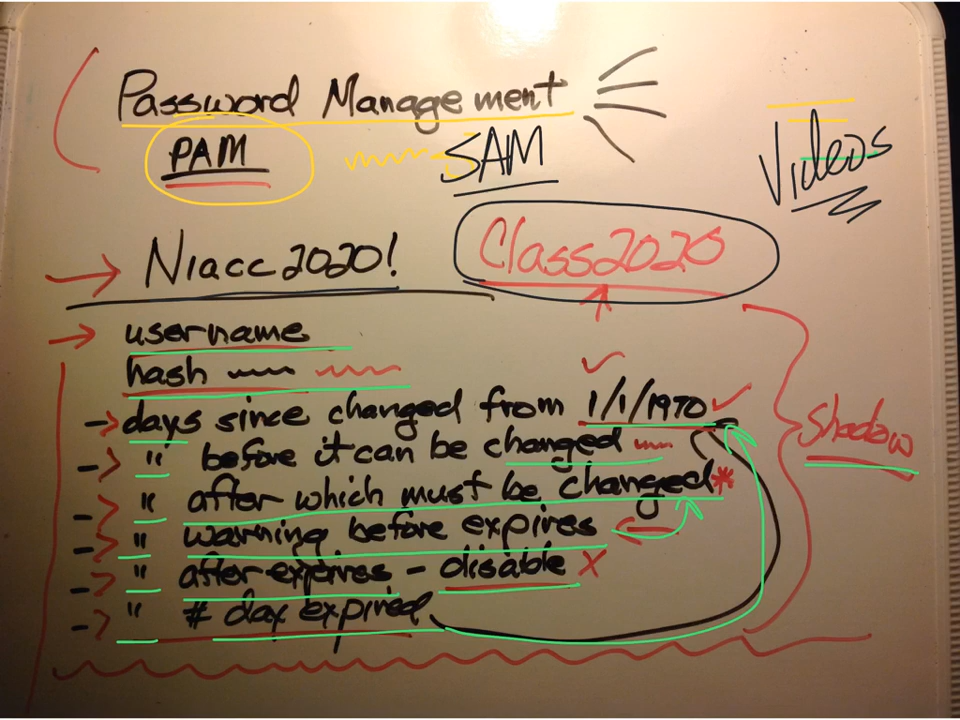 Password Management
PAM SAM
Videos
Niacc2020! Class2020
username
hash
days since changed from 1/1/1970
" before it can be changed
" after which must be changed*
" warning before expires
" after expires - disable X
" # day expired
Shadow